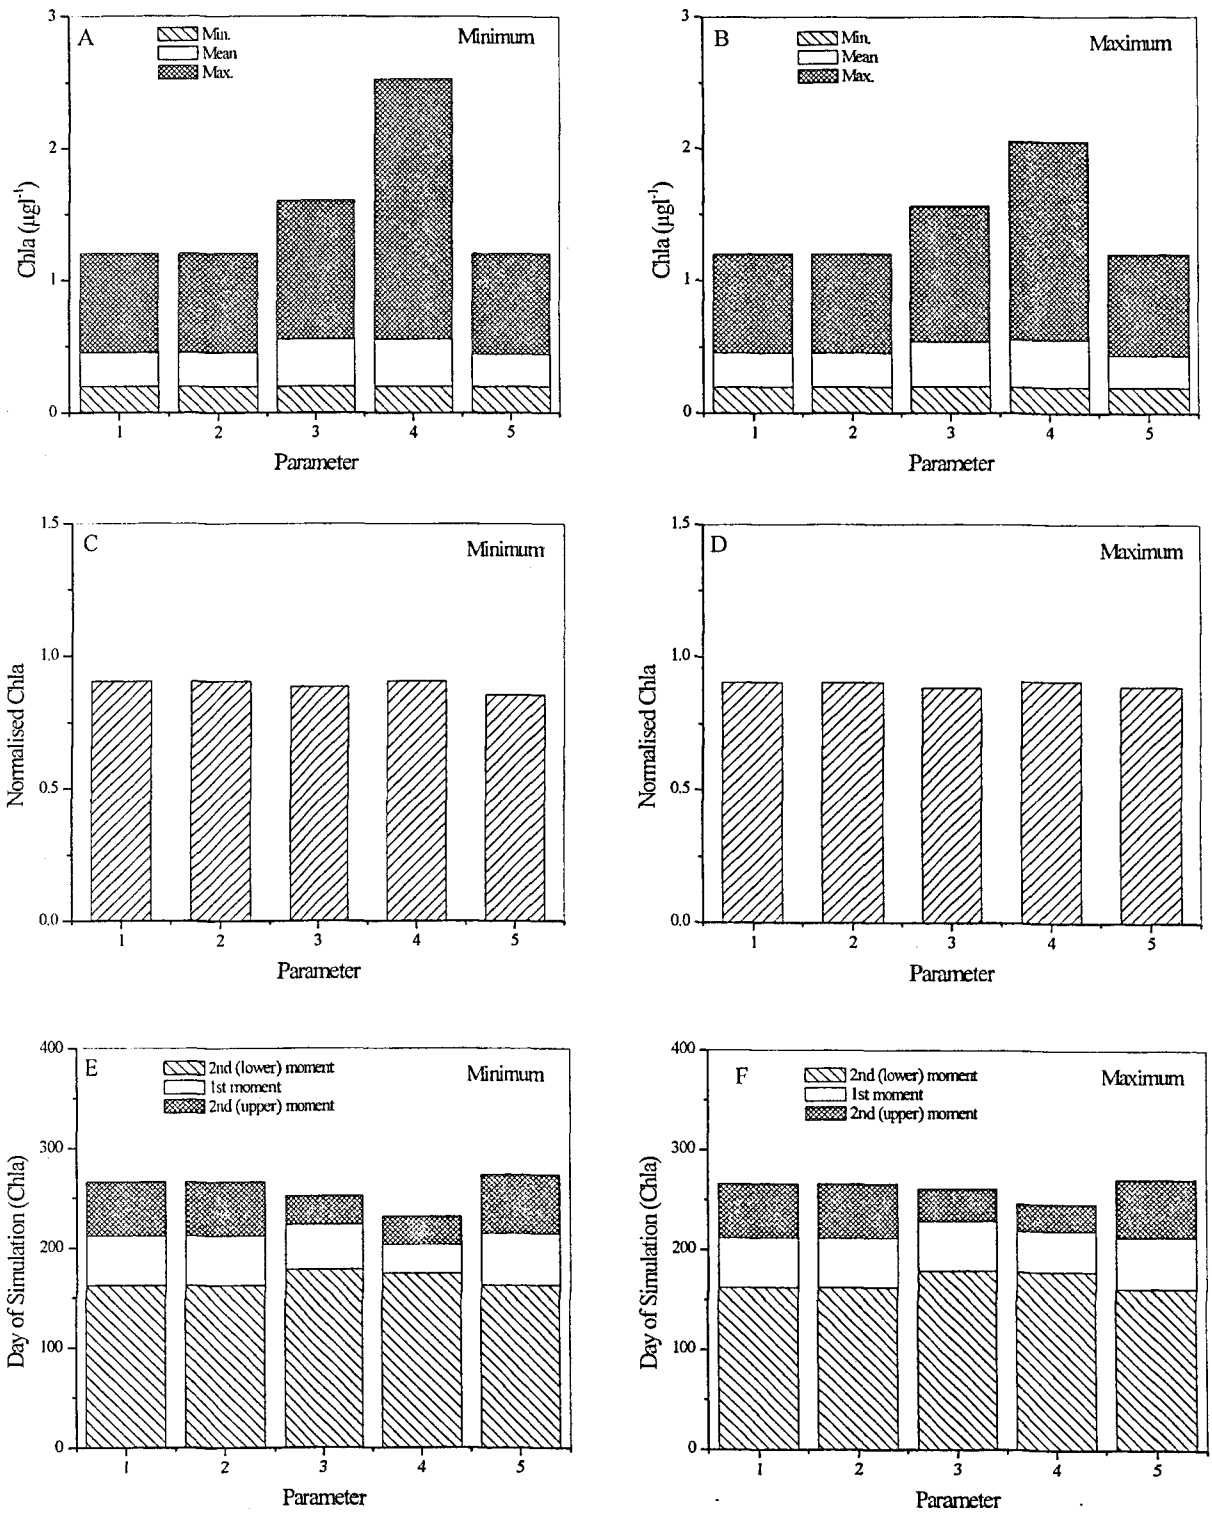 A
Min.
Mean
Max.
Minimum
3
2
1
0
Chla (µgl⁻¹)
1 2 3 4 5
Parameter
B
Min.
Mean
Max.
Maximum
3
2
1
0
Chla (µgl⁻¹)
1 2 3 4 5
Parameter
C
Minimum
1.5
1.0
0.5
0.0
Normalised Chla
1 2 3 4 5
Parameter
D
Maximum
1.5
1.0
0.5
0.0
Normalised Chla
1 2 3 4 5
Parameter
E
2nd (lower) moment
1st moment
2nd (upper) moment
Minimum
400
300
200
100
0
Day of Simulation (Chla)
1 2 3 4 5
Parameter
F
2nd (lower) moment
1st moment
2nd (upper) moment
Maximum
400
300
200
100
0
Day of Simulation (Chla)
1 2 3 4 5
Parameter